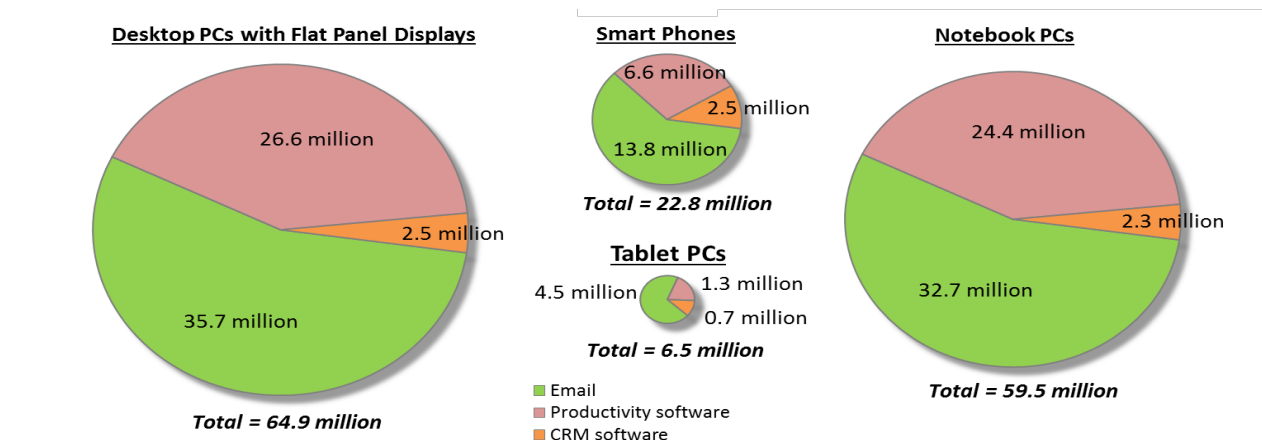 Desktop PCs with Flat Panel Displays
26.6 million
2.5 million
35.7 million
Total = 64.9 million
Smart Phones
6.6 million
2.5 million
13.8 million
Total = 22.8 million
Tablet PCs
4.5 million
1.3 million
0.7 million
Total = 6.5 million
Email
Productivity software
CRM software
Notebook PCs
24.4 million
2.3 million
32.7 million
Total = 59.5 million